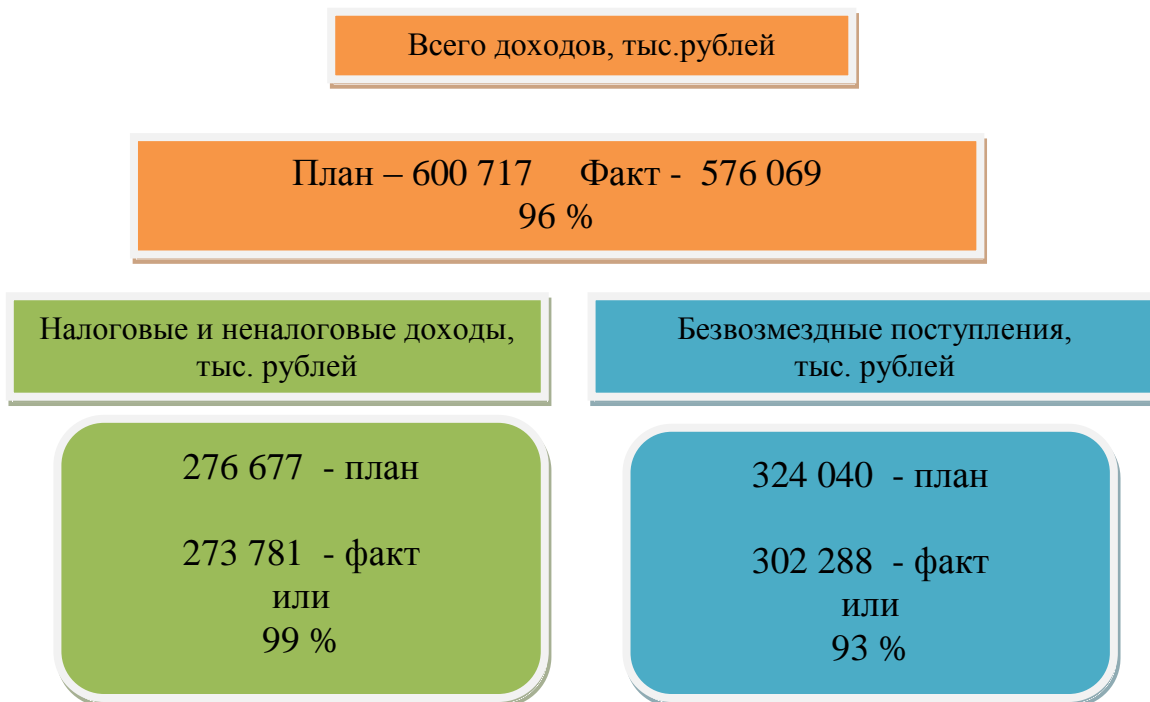 Всего доходов, тыс.рублей
План – 600 717 Факт - 576 069
96 %
Налоговые и неналоговые доходы,
тыс. рублей
276 677 - план
273 781 - факт
или
99 %
Безвозмездные поступления,
тыс. рублей
324 040 - план
302 288 - факт
или
93 %